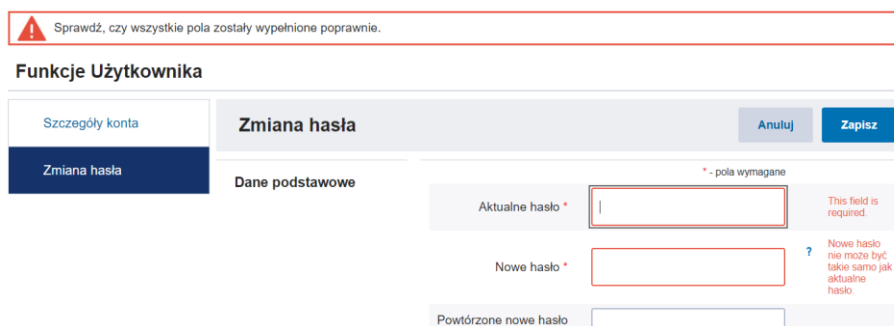 Sprawdź, czy wszystkie pola zostały wypełnione poprawnie.
Funkcje Użytkownika
Szczegóły konta
Zmiana hasła
Zmiana hasła
Anuluj
Zapisz
Dane podstawowe
* - pola wymagane
Aktualne hasło *
This field is
required.
Nowe hasło *
?
Nowe hasło
nie może być
takie samo jak
aktualne
hasło.
Powtórzone nowe hasło